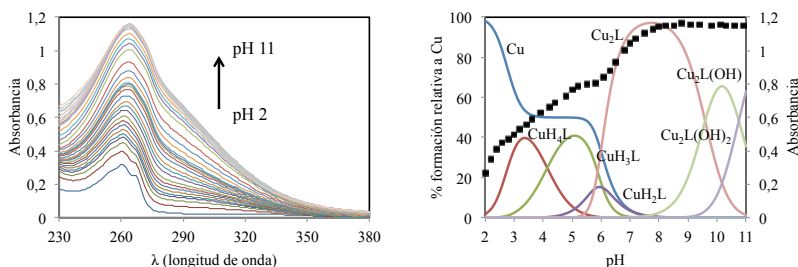 1,2
1
0,8
0,6
0,4
0,2
0
Absorbancia
pH 11
pH 2
230
260
290
320
350
380
λ (longitud de onda)
100
80
60
40
20
0
% formación relativa a Cu
Cu
Cu₂L
CuH₄L
CuH₃L
CuH₂L
Cu₂L(OH)
Cu₂L(OH)₂
1,2
1
0,8
0,6
0,4
0,2
0
Absorbancia
2
3
4
5
6
7
8
9
10
11
pH